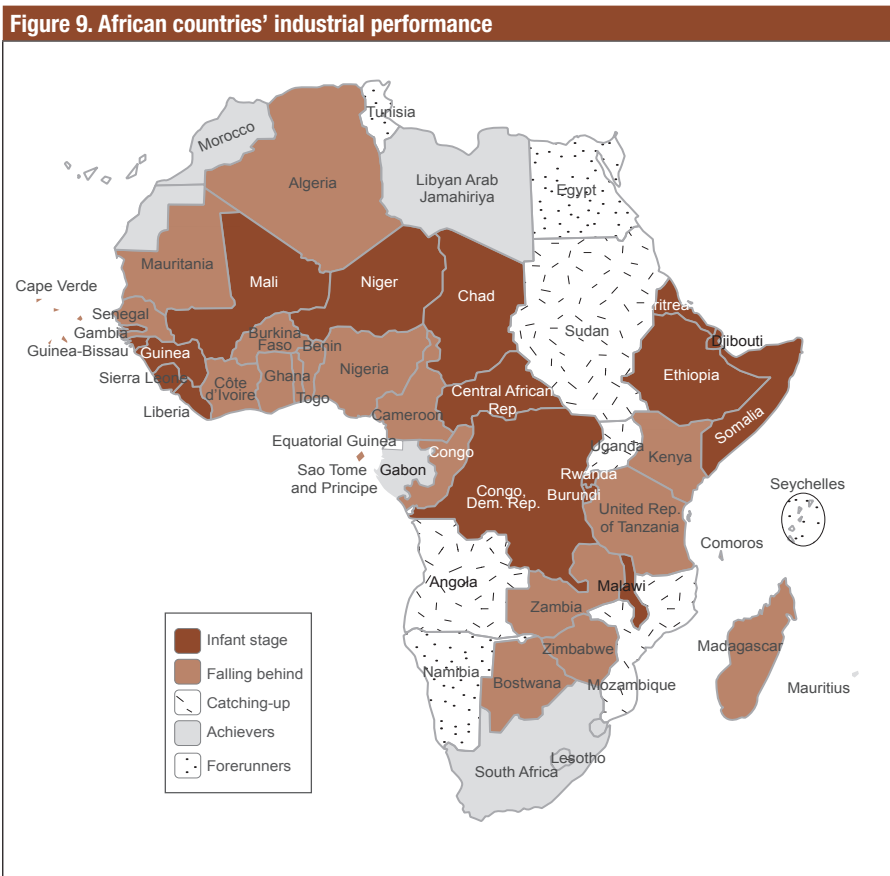 Figure 9. African countries' industrial performance
Tunisia
Morocco
Algeria
Libyan Arab
Jamahiriya
Egypt
Mauritania
Mali
Niger
Chad
Sudan
Cape Verde
Senegal
Gambia
Guinea-Bissau
Guinea
Sierra Leone
Liberia
Côte
d'Ivoire
Burkina
Faso
Ghana
Togo
Benin
Nigeria
Cameroon
Central African
Rep.
ritrea
Djibouti
Ethiopia
Somalia
Equatorial Guinea
Sao Tome
and Principe
Gabon
Congo
Congo,
Dem. Rep.
Uganda
Kenya
Rwanda
Burundi
United Rep.
of Tanzania
Seychelles
Comoros
Angola
Malawi
Zambia
Zimbabwe
Mozambique
Madagascar
Mauritius
Namibia
Bostwana
South Africa
Lesotho
Infant stage
Falling behind
Catching-up
Achievers
Forerunners